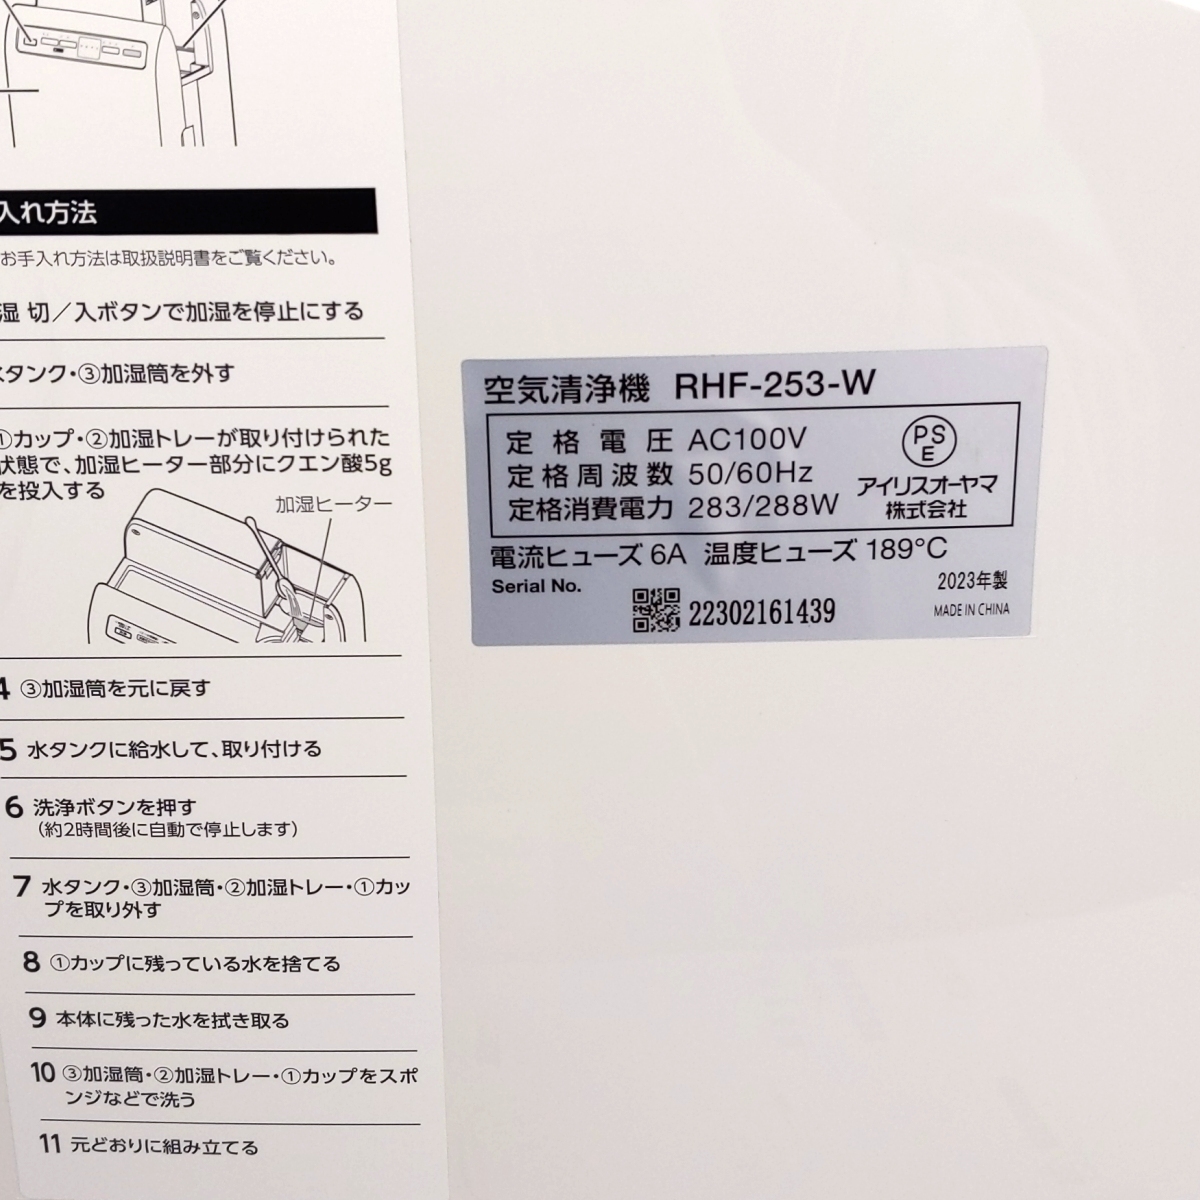 入れ方法
お手入れ方法は取扱説明書をご覧ください。
湿 切／入ボタンで加湿を停止にする
タンク・③加湿筒を外す
①カップ・②加湿トレーが取り付けられた
状態で、加湿ヒーター部分にクエン酸5g
を投入する
加湿ヒーター
4 ③加湿筒を元に戻す
5 水タンクに給水して、取り付ける
6 洗浄ボタンを押す
（約2時間後に自動で停止します）
7 水タンク・③加湿筒・②加湿トレー・①カッ
プを取り外す
8 ①カップに残っている水を捨てる
9 本体に残った水を拭き取る
10 ③加湿筒・②加湿トレー・①カップをスポ
ンジなどで洗う
11 元どおりに組み立てる
空気清浄機 RHF-253-W
定格電圧 AC100V
定格周波数 50/60Hz
定格消費電力 283/288W
PS
E
アイリスオーヤマ
株式会社
電流ヒューズ 6A 温度ヒューズ 189°C
Serial No.
22302161439
2023年製
MADE IN CHINA